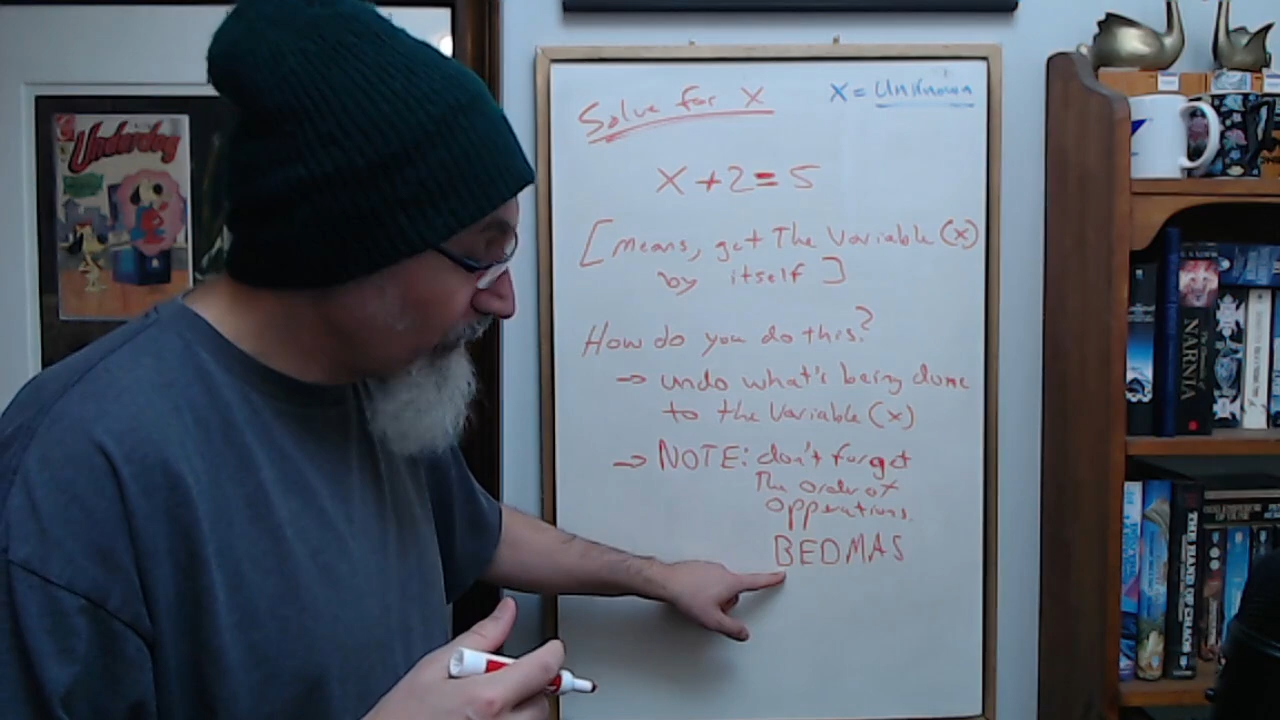 Solve for X
X = Unknown
X + 2 = 5
[means, get The Variable (x)
by itself]
How do you do this?
→ undo what's being done
to the Variable (x)
→ NOTE: don't forget
The order of
opperations.
BEDMAS
Underdog
NARNIA